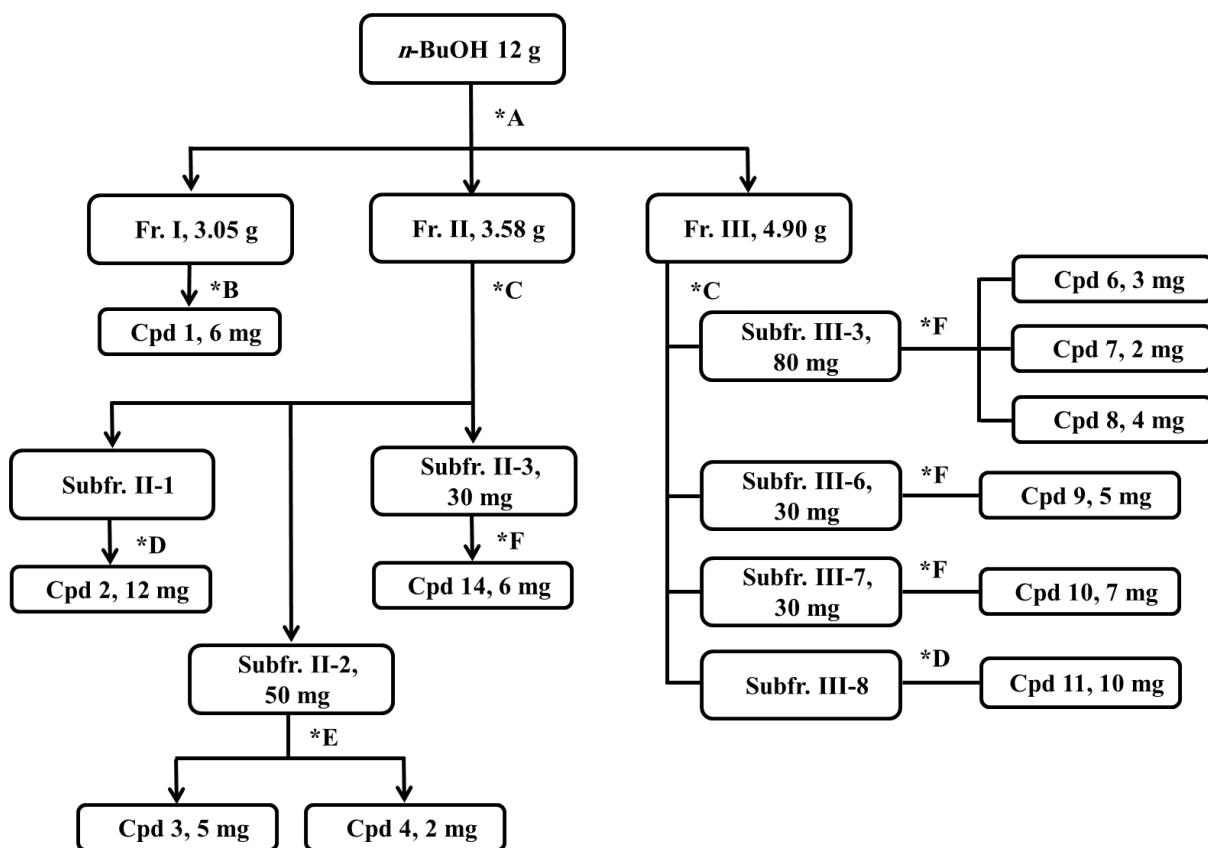 n-BuOH 12 g
*A
Fr. I, 3.05 g
Fr. II, 3.58 g
Fr. III, 4.90 g
*B
*C
*C
Cpd 1, 6 mg
Subfr. III-3,
80 mg
*F
Cpd 6, 3 mg
Cpd 7, 2 mg
Cpd 8, 4 mg
Subfr. II-1
Subfr. II-3,
30 mg
Subfr. III-6,
30 mg
*F
Cpd 9, 5 mg
*D
*F
Cpd 2, 12 mg
Cpd 14, 6 mg
Subfr. III-7,
30 mg
*F
Cpd 10, 7 mg
Subfr. II-2,
50 mg
Subfr. III-8
*D
Cpd 11, 10 mg
*E
Cpd 3, 5 mg
Cpd 4, 2 mg